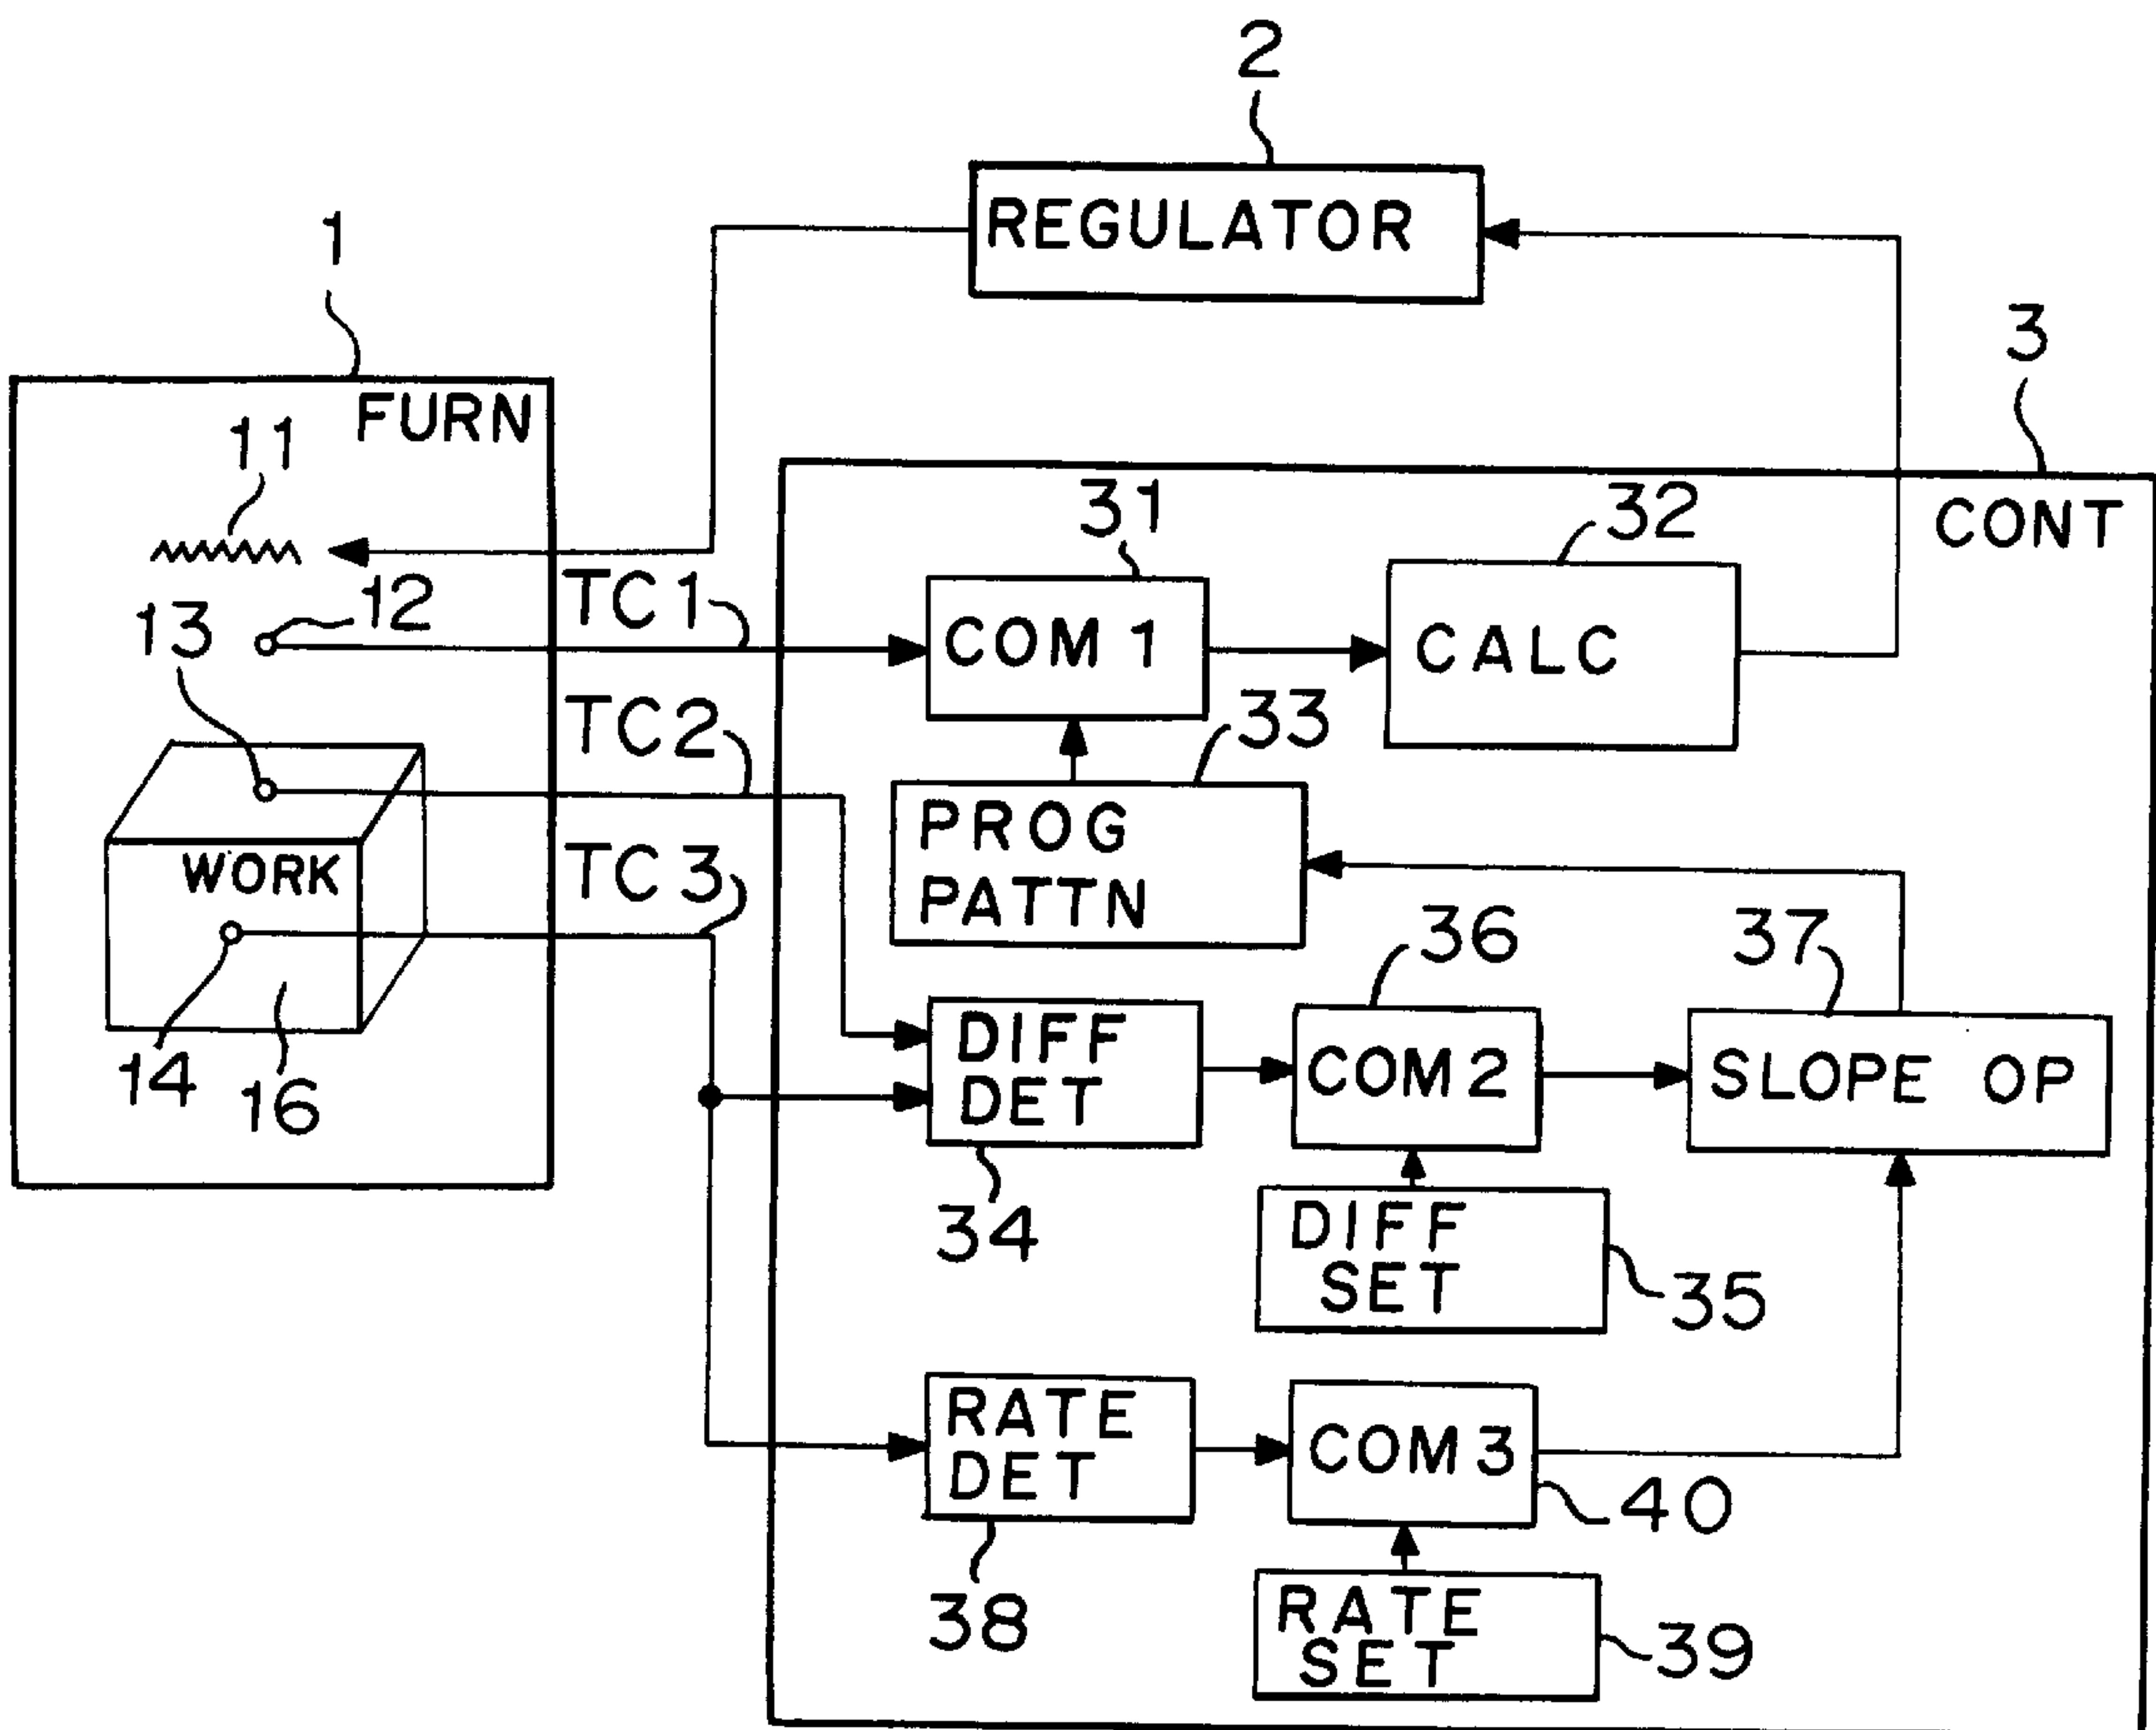 2
REGULATOR
1
3
FURN
11
CONT
31
32
12
TC1
COM 1
CALC
13
TC2
33
PROG
PATTN
WORK
TC3
36
37
14
16
DIFF
DET
COM2
SLOPE OP
34
DIFF
SET
35
RATE
DET
COM3
40
38
RATE
SET
39